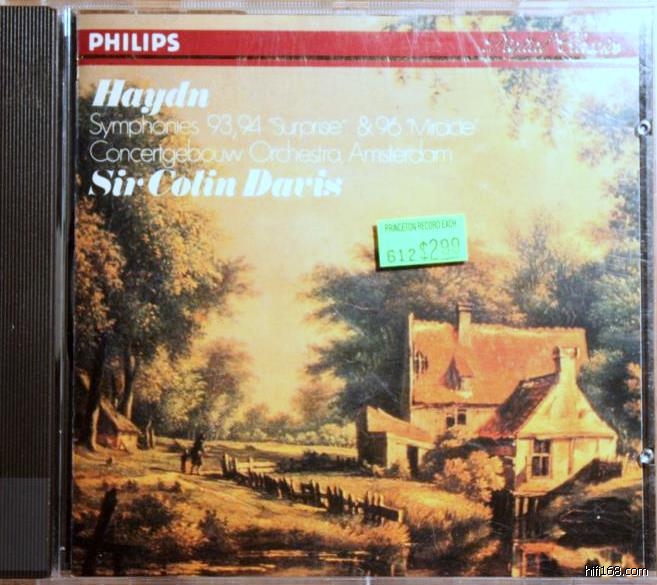 PHILIPS
Haydn
Symphonies 93,94 "Surprise" & 96 "Miracle"
Concertgebouw Orchestra, Amsterdam
Sir Colin Davis
PRINCETON RECORD EACH
612 $2.99
hifi168.com